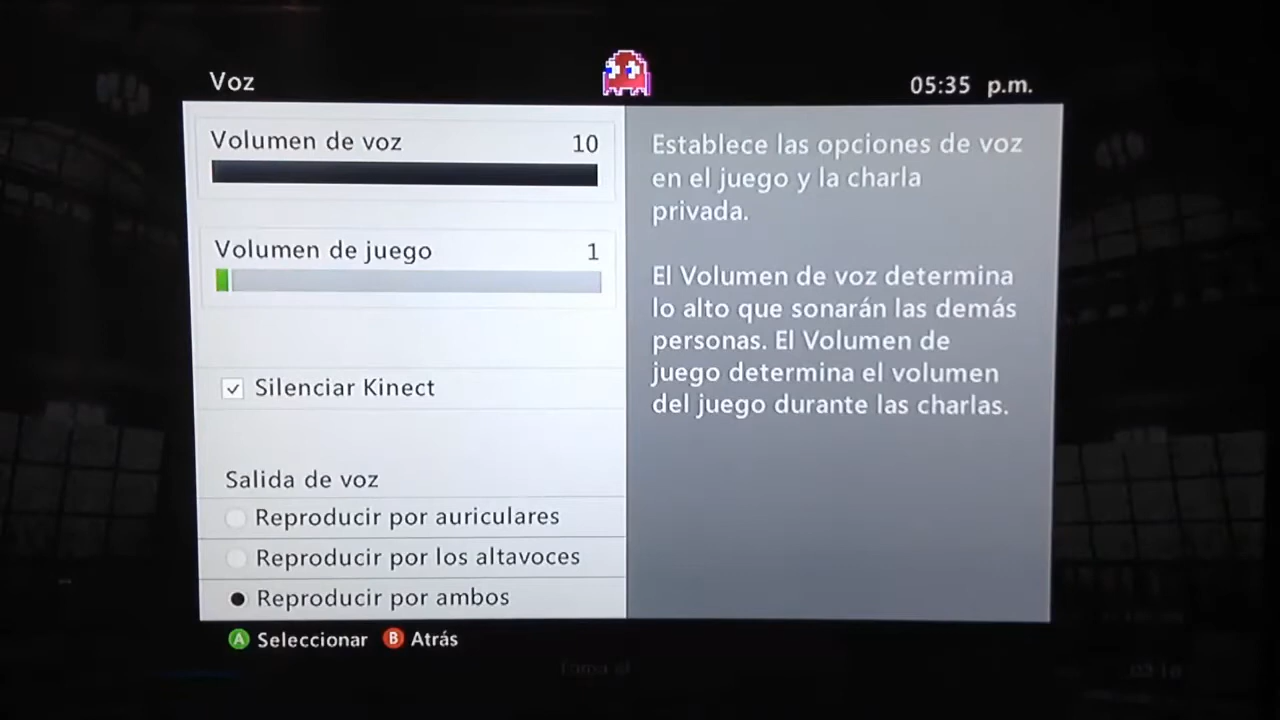 Voz
05:35 p.m.
Volumen de voz 10
Volumen de juego 1
Silenciar Kinect
Salida de voz
Reproducir por auriculares
Reproducir por los altavoces
Reproducir por ambos
Establece las opciones de voz
en el juego y la charla
privada.
El Volumen de voz determina
lo alto que sonarán las demás
personas. El Volumen de
juego determina el volumen
del juego durante las charlas.
A Seleccionar B Atrás